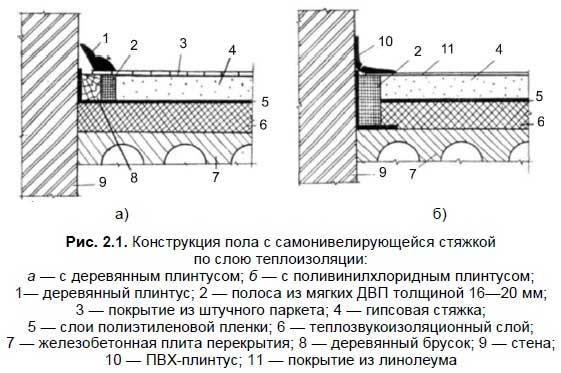 1
2
3
4
5
6
9
8
7
а)
10
2
11
4
5
6
9
7
б)
Рис. 2.1. Конструкция пола с самонивелирующейся стяжкой
по слою теплоизоляции:
а — с деревянным плинтусом; б — с поливинилхлоридным плинтусом;
1— деревянный плинтус; 2 — полоса из мягких ДВП толщиной 16—20 мм;
3 — покрытие из штучного паркета; 4 — гипсовая стяжка;
5 — слои полиэтиленовой пленки; 6 — теплозвукоизоляционный слой;
7 — железобетонная плита перекрытия; 8 — деревянный брусок; 9 — стена;
10 — ПВХ-плинтус; 11 — покрытие из линолеума